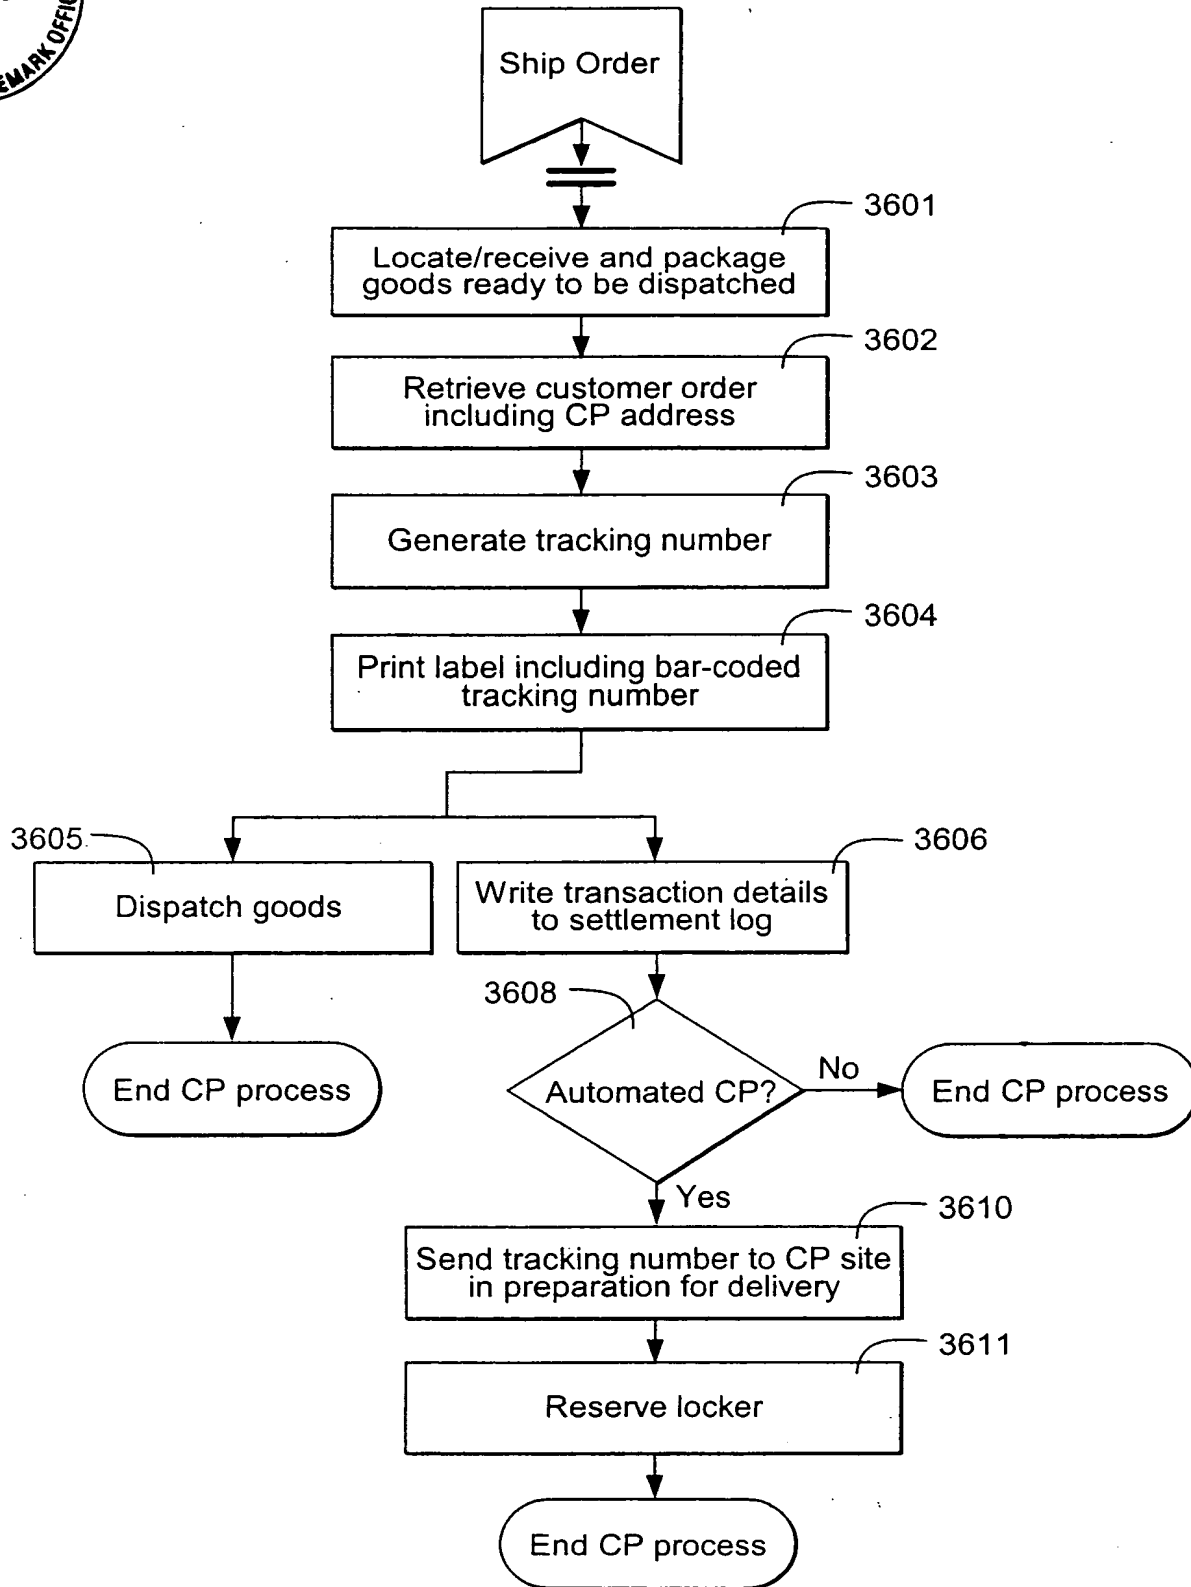 EMARK OFFIC
Ship Order
3601
Locate/receive and package
goods ready to be dispatched
3602
Retrieve customer order
including CP address
3603
Generate tracking number
3604
Print label including bar-coded
tracking number
3605
3606
Dispatch goods
Write transaction details
to settlement log
3608
End CP process
Automated CP?
No
End CP process
Yes
3610
Send tracking number to CP site
in preparation for delivery
3611
Reserve locker
End CP process